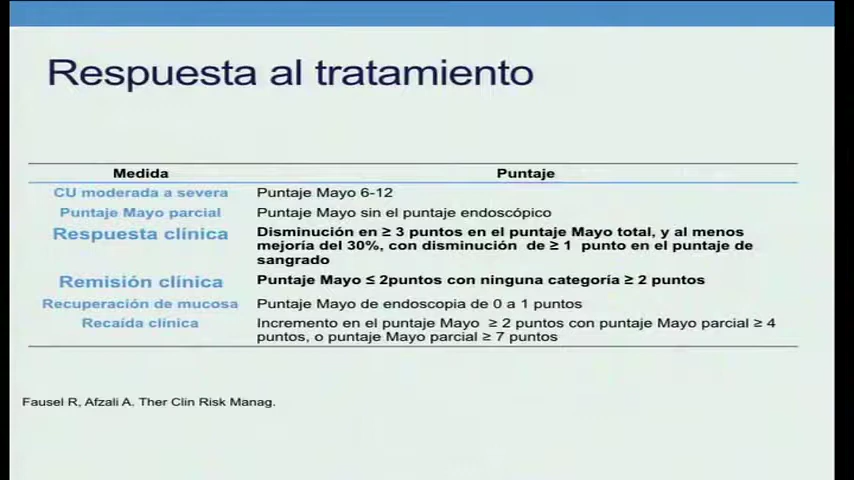 Respuesta al tratamiento
Medida Puntaje
CU moderada a severa Puntaje Mayo 6-12
Puntaje Mayo parcial Puntaje Mayo sin el puntaje endoscópico
Respuesta clínica Disminución en ≥ 3 puntos en el puntaje Mayo total, y al menos
mejoría del 30%, con disminución de ≥ 1 punto en el puntaje de
sangrado
Remisión clínica Puntaje Mayo ≤ 2puntos con ninguna categoría ≥ 2 puntos
Recuperación de mucosa Puntaje Mayo de endoscopia de 0 a 1 puntos
Recaída clínica Incremento en el puntaje Mayo ≥ 2 puntos con puntaje Mayo parcial ≥ 4
puntos, o puntaje Mayo parcial ≥ 7 puntos
Fausel R, Afzali A. Ther Clin Risk Manag.